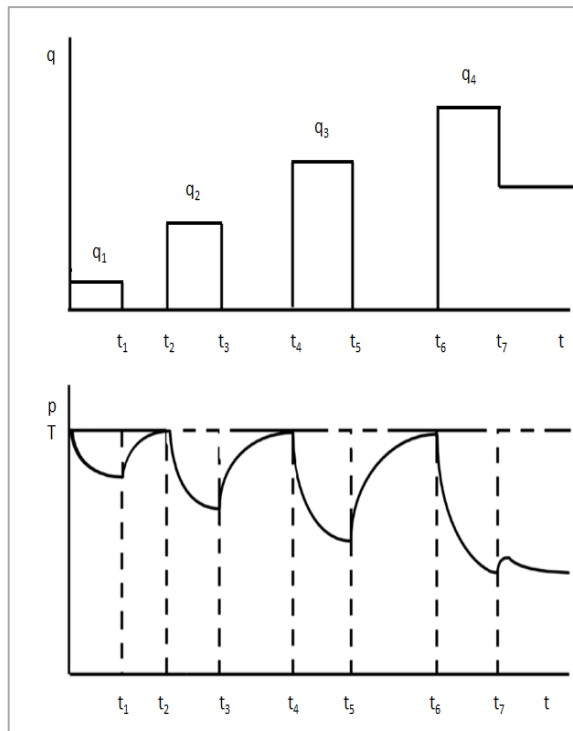 q
q₄
q₃
q₂
q₁
t₁ t₂ t₃ t₄ t₅ t₆ t₇ t
p
T
t₁ t₂ t₃ t₄ t₅ t₆ t₇ t